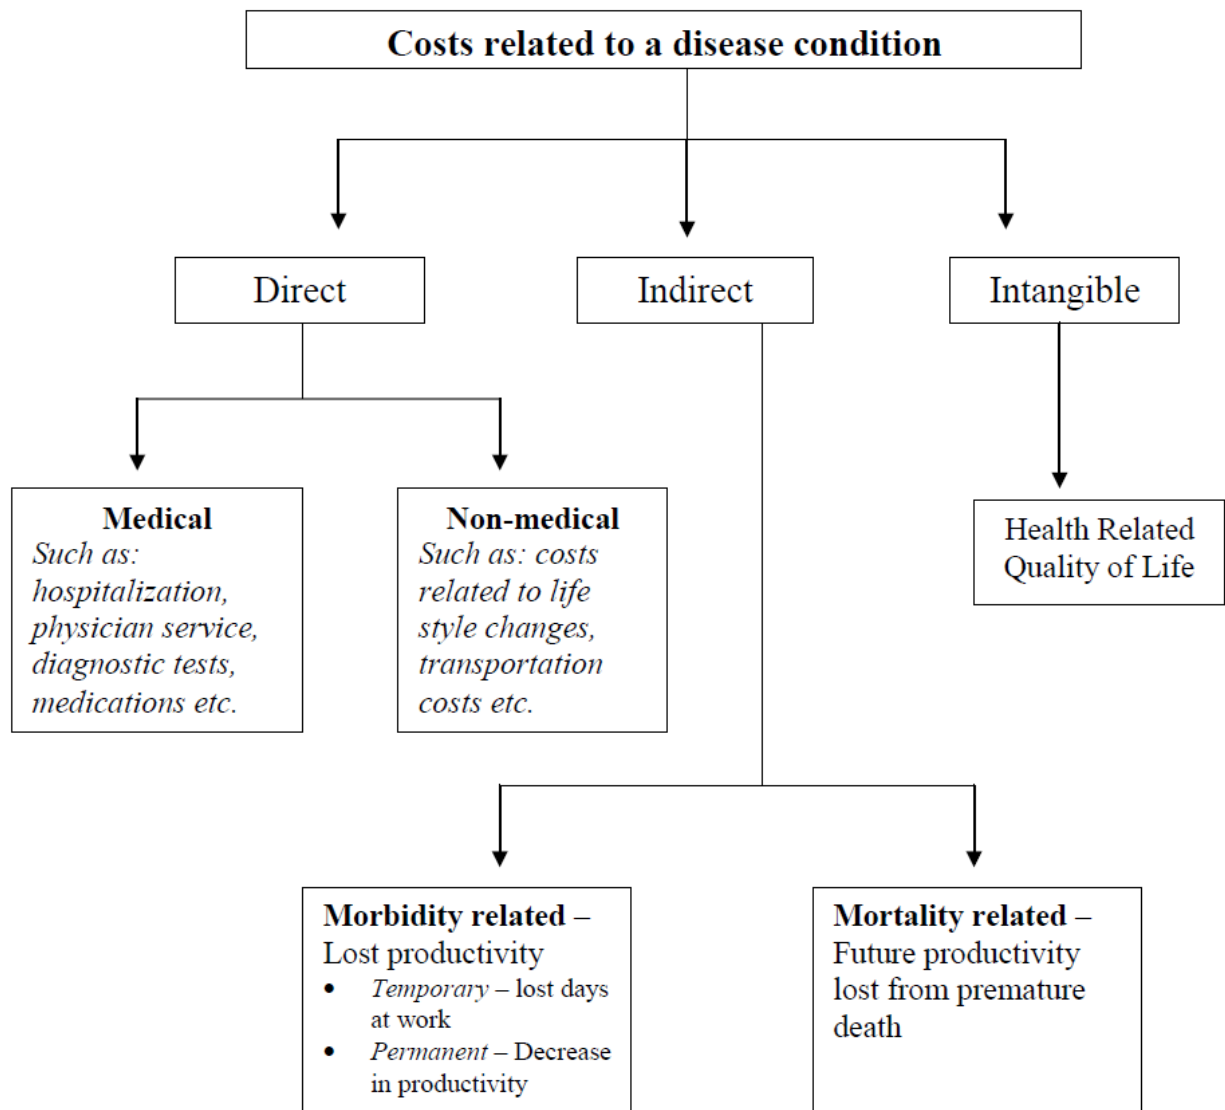 Costs related to a disease condition
Direct
Indirect
Intangible
Medical
Such as:
hospitalization,
physician service,
diagnostic tests,
medications etc.
Non-medical
Such as: costs
related to life
style changes,
transportation
costs etc.
Health Related
Quality of Life
Morbidity related –
Lost productivity
• Temporary – lost days
at work
• Permanent – Decrease
in productivity
Mortality related –
Future productivity
lost from premature
death